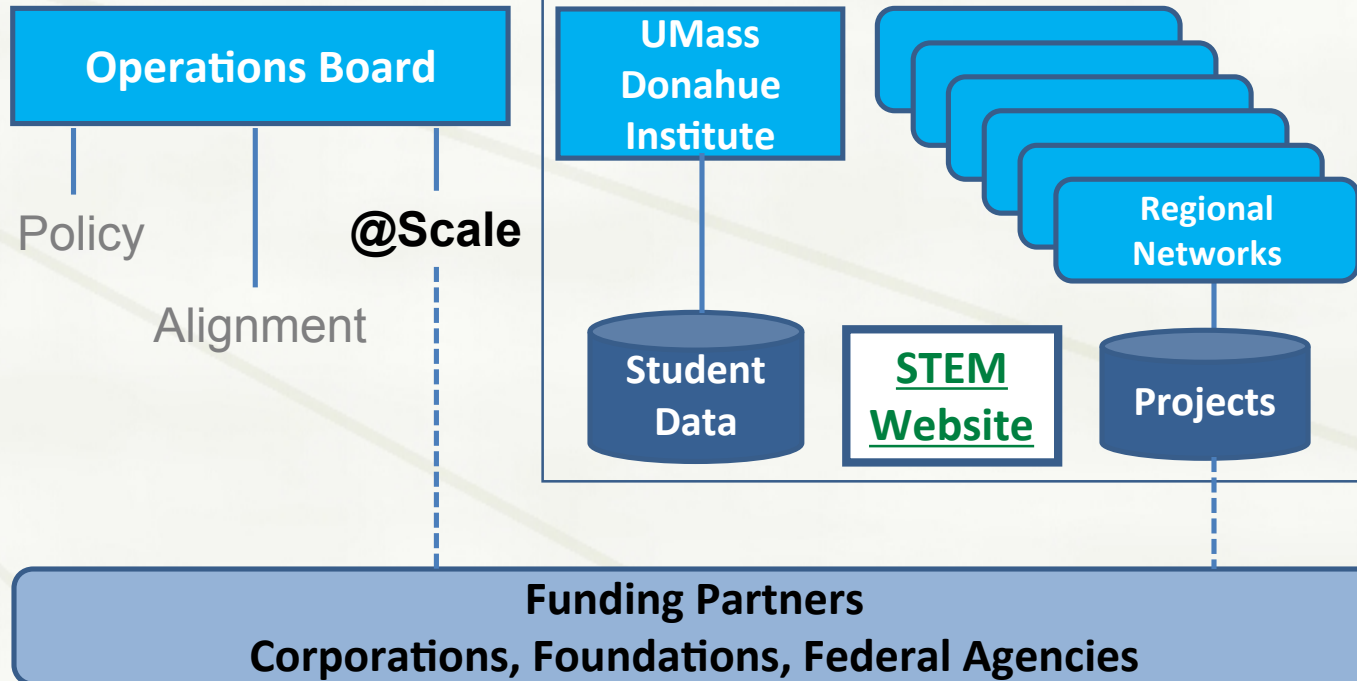 Operations Board
Policy
Alignment
@Scale
UMass
Donahue
Institute
Regional
Networks
Student
Data
STEM
Website
Projects
Funding Partners
Corporations, Foundations, Federal Agencies